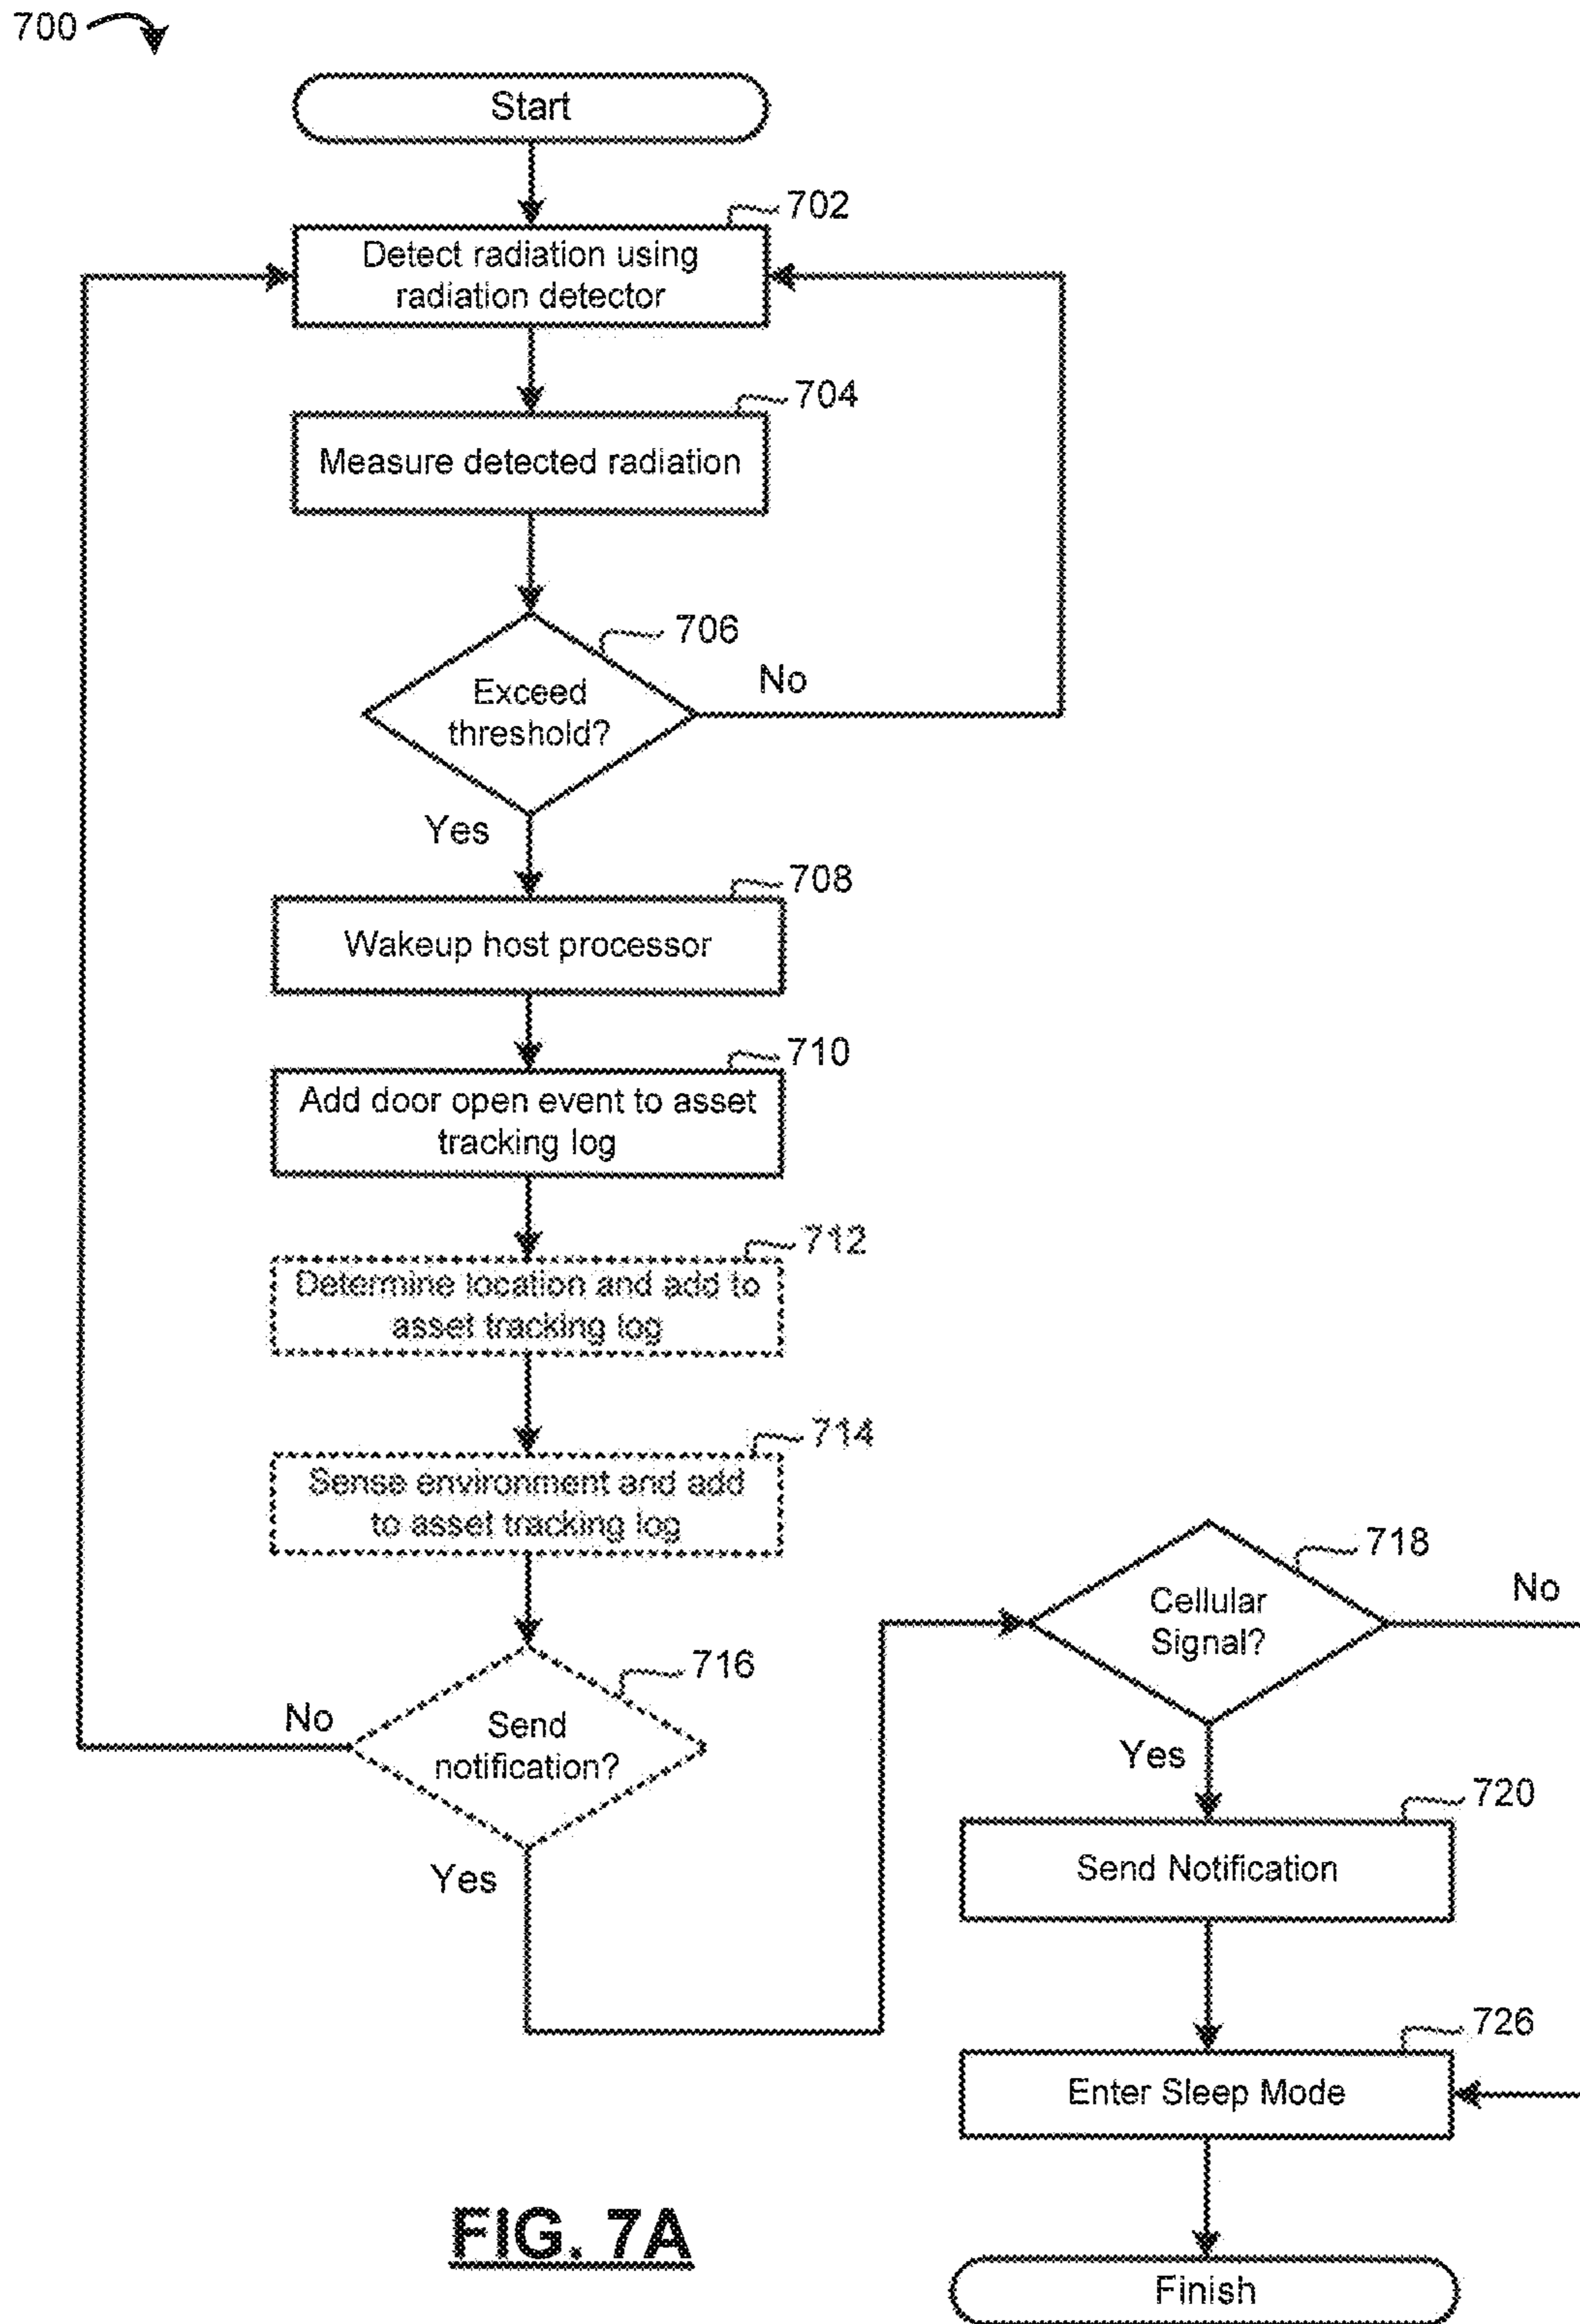 700
Start
702
Detect radiation using
radiation detector
704
Measure detected radiation
706
Exceed
threshold?
No
Yes
708
Wakeup host processor
710
Add door open event to asset
tracking log
712
Determine location and add to
asset tracking log
714
Sense environment and add
to asset tracking log
716
Send
notification?
No
Yes
718
Cellular
Signal?
No
Yes
720
Send Notification
726
Enter Sleep Mode
Finish
FIG. 7A